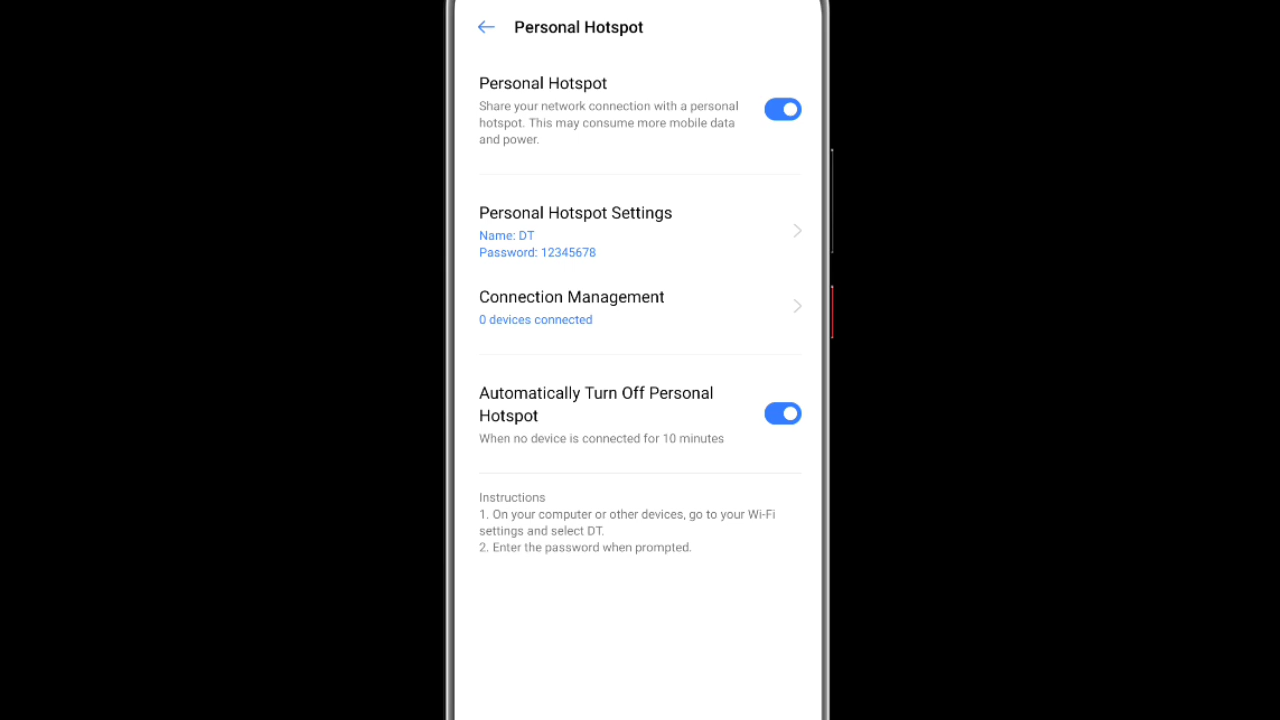 Personal Hotspot
Personal Hotspot
Share your network connection with a personal
hotspot. This may consume more mobile data
and power.
Personal Hotspot Settings
Name: DT
Password: 12345678
Connection Management
0 devices connected
Automatically Turn Off Personal
Hotspot
When no device is connected for 10 minutes
Instructions
1. On your computer or other devices, go to your Wi-Fi
settings and select DT.
2. Enter the password when prompted.